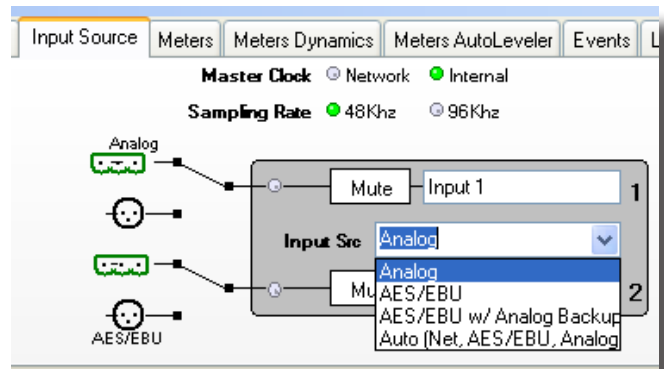 Input Source Meters Meters Dynamics Meters AutoLeveler Events
Master Clock Network Internal
Sampling Rate 48Khz 96Khz
Analog
Mute Input 1 1
Input Src Analog
Analog
AES/EBU
AES/EBU w/ Analog Backup
Auto (Net, AES/EBU, Analog
2
AES/EBU